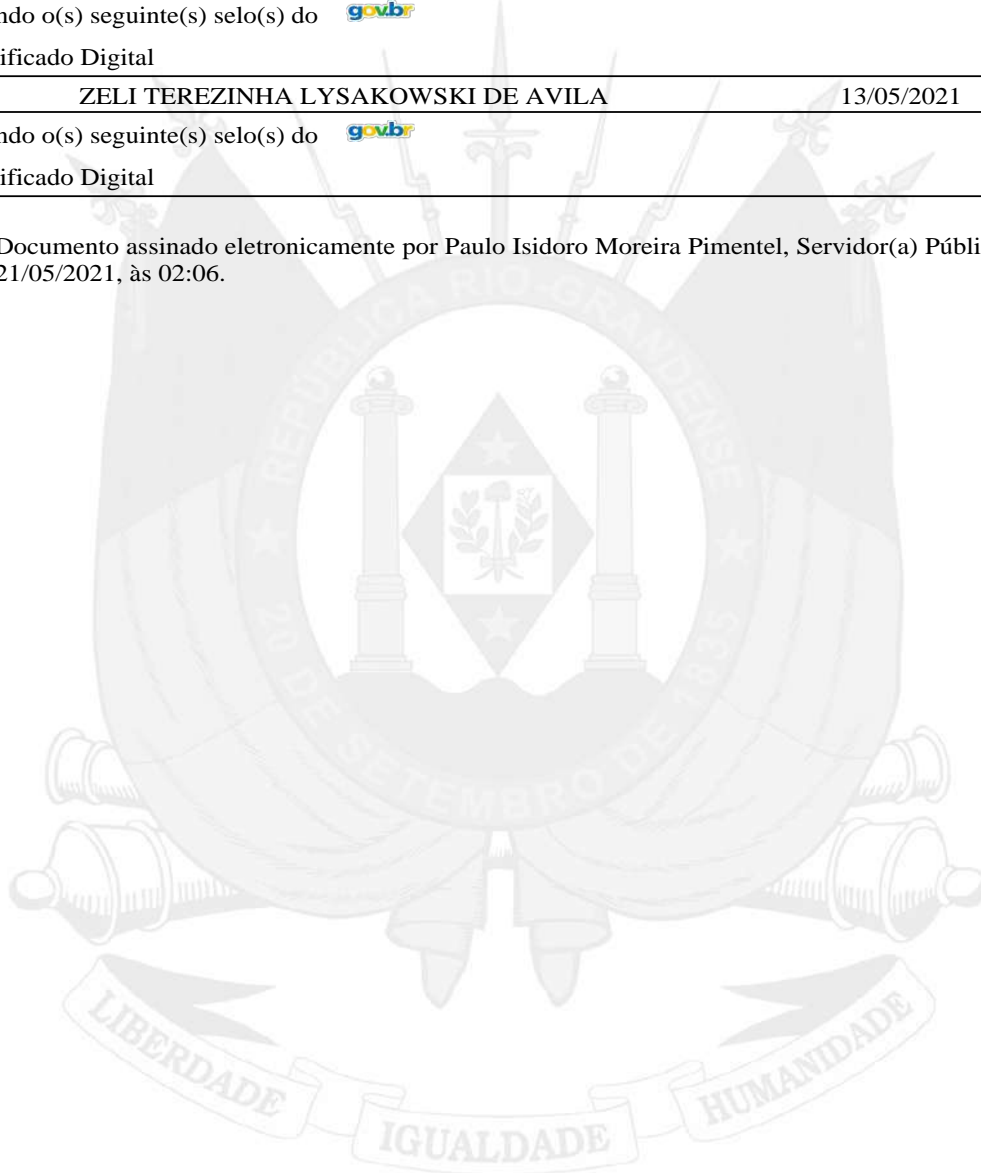 ndo o(s) seguinte(s) selo(s) do gov.br
ificado Digital
ZELI TEREZINHA LYSAKOWSKI DE AVILA 13/05/2021
ndo o(s) seguinte(s) selo(s) do gov.br
ificado Digital
Documento assinado eletronicamente por Paulo Isidoro Moreira Pimentel, Servidor(a) Públi
21/05/2021, às 02:06.
REPÚBLICA RIO-GRANDENSE
20 DE SETEMBRO DE 1835
LIBERDADE IGUALDADE HUMANIDADE